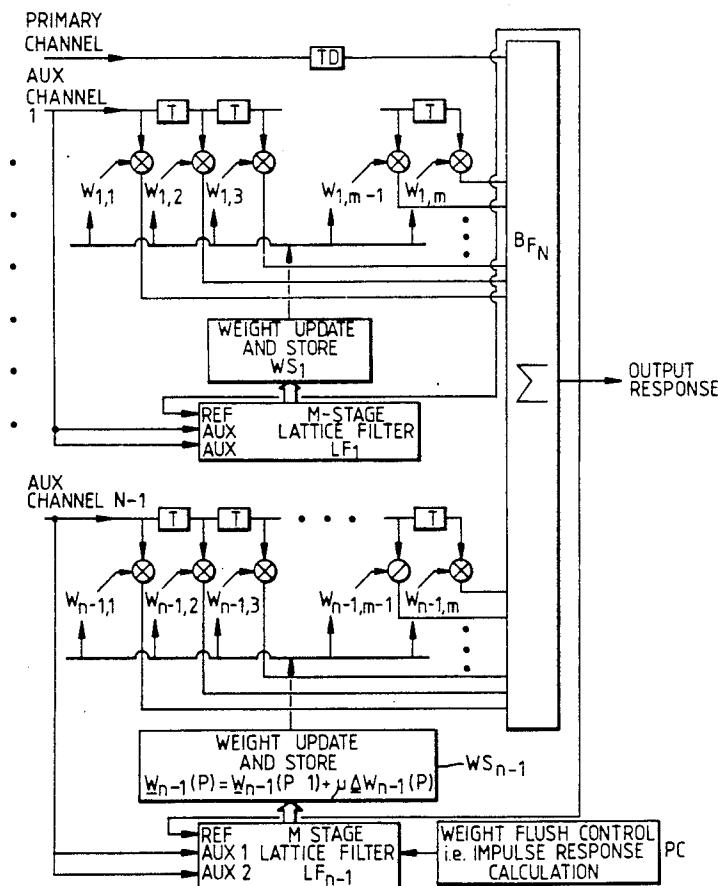 PRIMARY
CHANNEL
TD
AUX
CHANNEL
1
T
T
T
W1,1
W1,2
W1,3
W1,m-1
W1,m
BFN
WEIGHT UPDATE
AND STORE
WS1
Σ
OUTPUT
RESPONSE
REF
M-STAGE
AUX
LATTICE FILTER
AUX
LF1
AUX
CHANNEL N-1
T
T
T
Wn-1,1
Wn-1,2
Wn-1,3
Wn-1,m-1
Wn-1,m
WEIGHT UPDATE
AND STORE
Wn-1(P)=Wn-1(P 1)+μΔWn-1(P)
WSn-1
REF
M STAGE
AUX 1
LATTICE FILTER
AUX 2
LFn-1
WEIGHT FLUSH CONTROL
i.e. IMPULSE RESPONSE
CALCULATION
PC